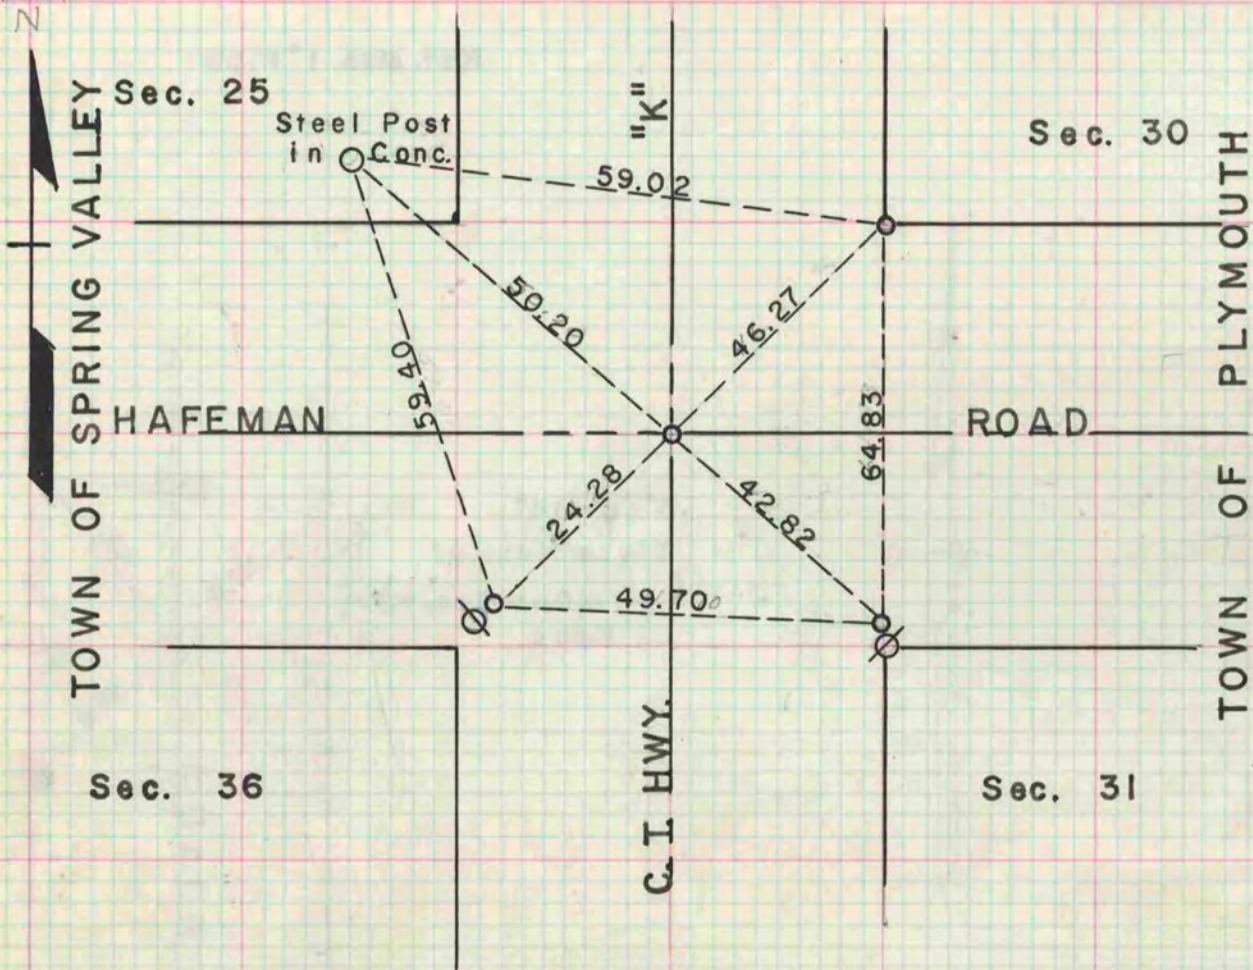 N
Sec. 25
Steel Post
in Conc.
"K"
Sec. 30
59.02
TOWN OF SPRING VALLEY
TOWN OF PLYMOUTH
50.20
46.27
59.40
64.83
HAFEMAN
ROAD
24.28
42.82
49.70
C.T. HWY.
Sec. 36
Sec. 31